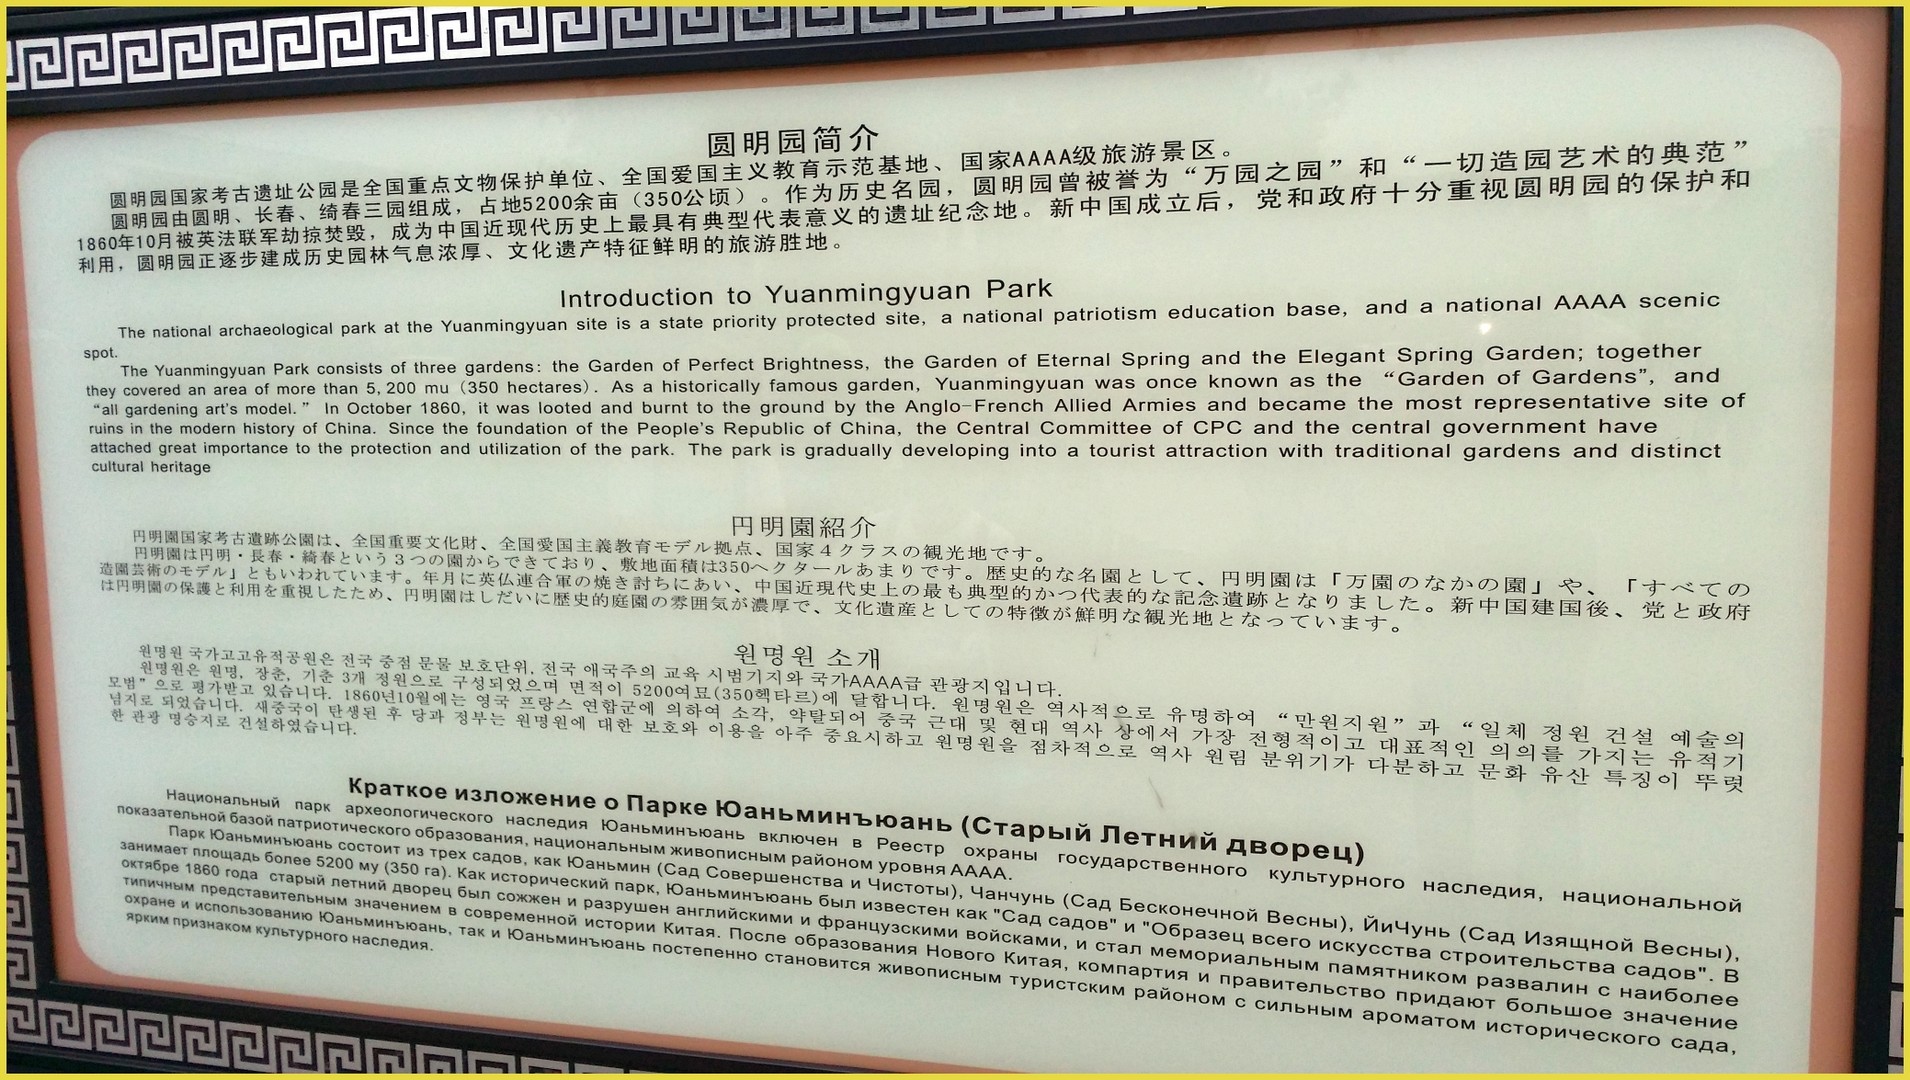 圆明园简介
圆明园国家考古遗址公园是全国重点文物保护单位、全国爱国主义教育示范基地、国家AAAA级旅游景区。
圆明园由圆明、长春、绮春三园组成，占地5200余亩（350公顷）。作为历史名园，圆明园曾被誉为“万园之园”和“一切造园艺术的典范”
1860年10月被英法联军劫掠焚毁，成为中国近现代历史上最具有典型代表意义的遗址纪念地。新中国成立后，党和政府十分重视圆明园的保护和
利用，圆明园正逐步建成历史园林气息浓厚、文化遗产特征鲜明的旅游胜地。
Introduction to Yuanmingyuan Park
The national archaeological park at the Yuanmingyuan site is a state priority protected site, a national patriotism education base, and a national AAAA scenic
spot.
The Yuanmingyuan Park consists of three gardens: the Garden of Perfect Brightness, the Garden of Eternal Spring and the Elegant Spring Garden; together
they covered an area of more than 5,200 mu (350 hectares). As a historically famous garden, Yuanmingyuan was once known as the “Garden of Gardens”, and
“all gardening art's model.” In October 1860, it was looted and burnt to the ground by the Anglo-French Allied Armies and became the most representative site of
ruins in the modern history of China. Since the foundation of the People's Republic of China, the Central Committee of CPC and the central government have
attached great importance to the protection and utilization of the park. The park is gradually developing into a tourist attraction with traditional gardens and distinct
cultural heritage
円明園紹介
円明園国家考古遺跡公園は、全国重要文化財、全国愛国主義教育モデル拠点、国家４クラスの観光地です。
円明園は円明・長春・綺春という３つの園からできており、敷地面積は350ヘクタールあまりです。歴史的な名園として、円明園は「万園のなかの園」や、「すべての
造園芸術のモデル」ともいわれています。年月に英仏連合軍の焼き討ちにあい、中国近現代史上の最も典型的かつ代表的な記念遺跡となりました。新中国建国後、党と政府
は円明園の保護と利用を重視したため、円明園はしだいに歴史的庭園の雰囲気が濃厚で、文化遺産としての特徴が鮮明な観光地となっています。
원명원 소개
원명원 국가고고유적공원은 전국 중점 문물 보호단위, 전국 애국주의 교육 시범기지와 국가AAAA급 관광지입니다.
원명원은 원명, 장춘, 기춘 3개 정원으로 구성되었으며 면적이 5200여묘(350헥타르)에 달합니다. 원명원은 역사적으로 유명하여 “만원지원”과 “일체 정원 건설 예술의
모범”으로 평가받고 있습니다. 1860년10월에는 영국 프랑스 연합군에 의하여 소각, 약탈되어 중국 근대 및 현대 역사 상에서 가장 전형적이고 대표적인 의의를 가지는 유적기
념지로 되었습니다. 새중국이 탄생된 후 당과 정부는 원명원에 대한 보호와 이용을 아주 중요시하고 원명원을 점차적으로 역사 원림 분위기가 다분하고 문화 유산 특징이 뚜렷
한 관광 명승지로 건설하였습니다.
Краткое изложение о Парке Юаньминъюань (Старый Летний дворец)
Национальный парк археологического наследия Юаньминъюань включен в Реестр охраны государственного культурного наследия, национальной
показательной базой патриотического образования, национальным живописным районом уровня AAAA.
Парк Юаньминъюань состоит из трех садов, как Юаньмин (Сад Совершенства и Чистоты), Чанчунь (Сад Бесконечной Весны), ЙиЧунь (Сад Изящной Весны),
занимает площадь более 5200 му (350 га). Как исторический парк, Юаньминъюань был известен как "Сад садов" и "Образец всего искусства строительства садов". В
октябре 1860 года старый летний дворец был сожжен и разрушен английскими и французскими войсками, и стал мемориальным памятником развалин с наиболее
типичным представительным значением в современной истории Китая. После образования Нового Китая, компартия и правительство придают большое значение
охране и использованию Юаньминъюань, так и Юаньминъюань постепенно становится живописным туристским районом с сильным ароматом исторического сада,
ярким признаком культурного наследия.